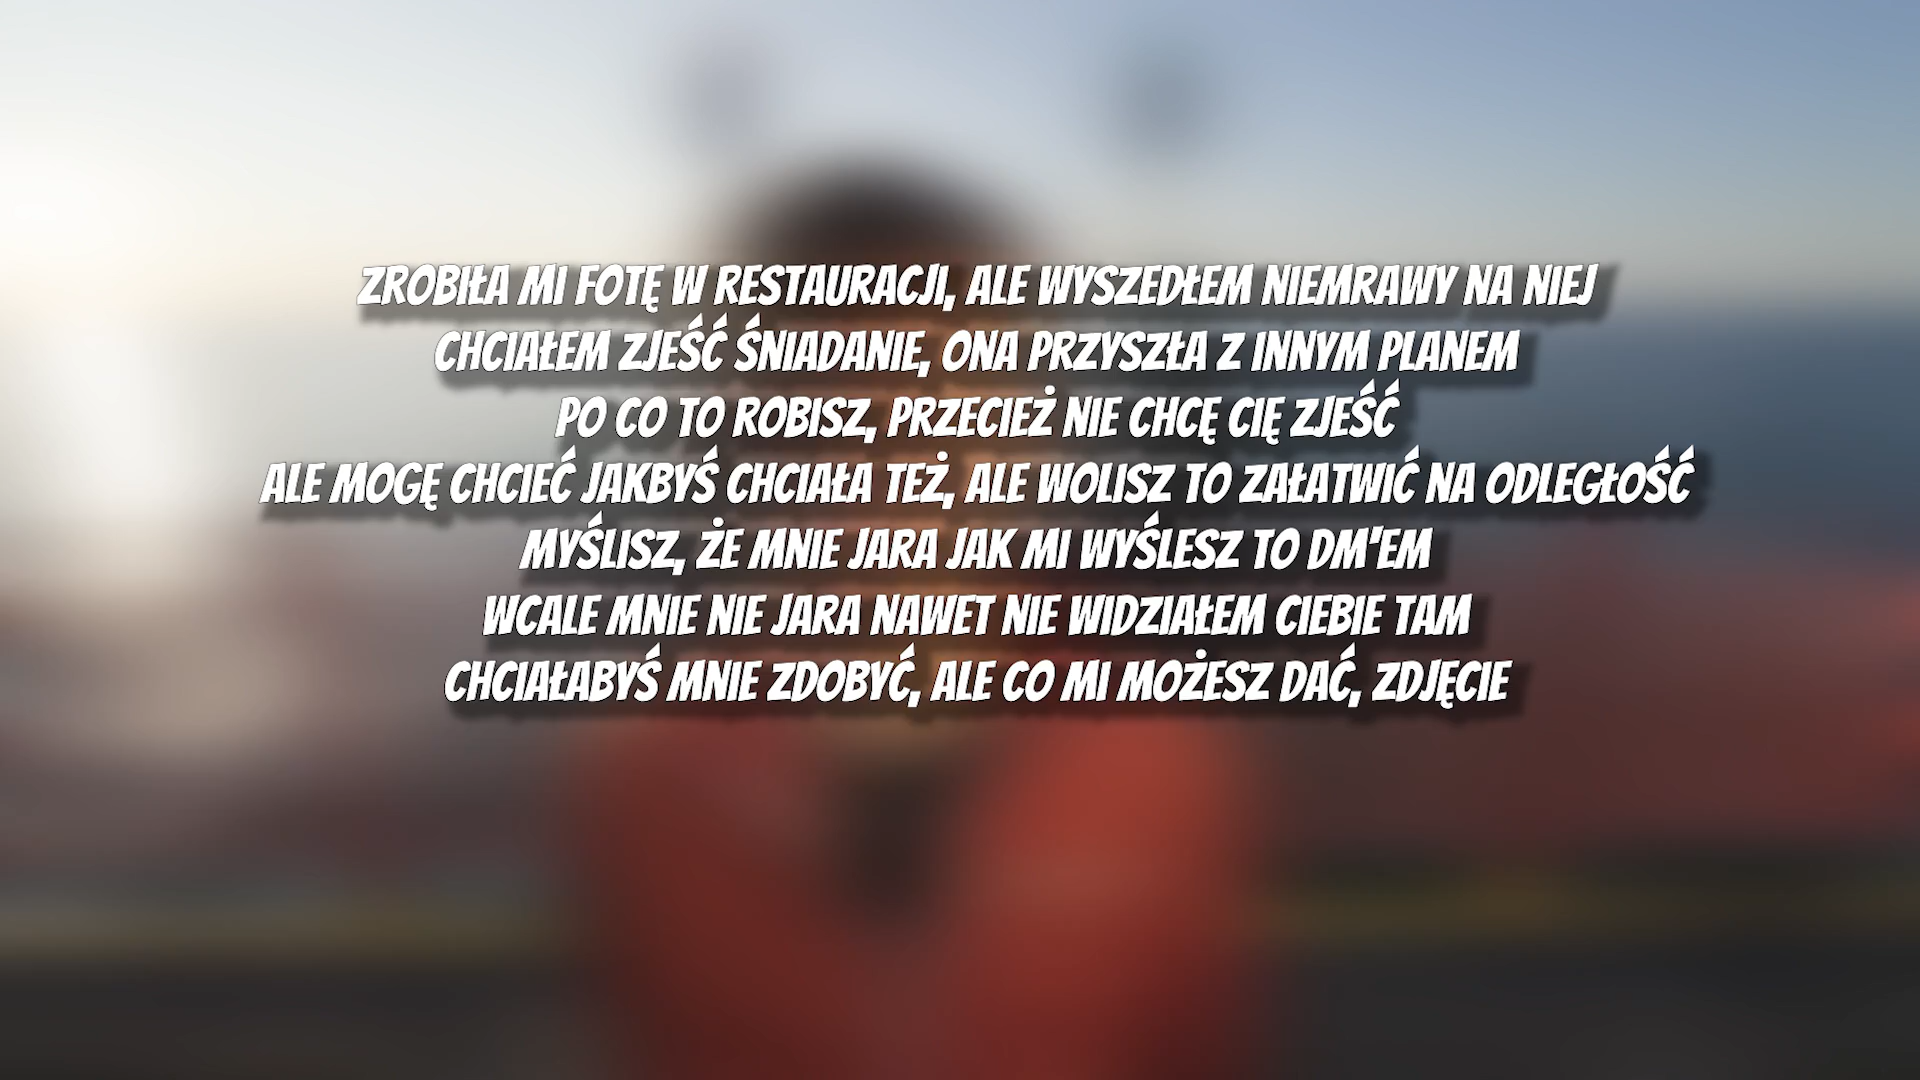 ZROBIŁA MI FOTĘ W RESTAURACJI, ALE WYSZEDŁEM NIEMRAWY NA NIEJ
CHCIAŁEM ZJEŚĆ ŚNIADANIE, ONA PRZYSZŁA Z INNYM PLANEM
PO CO TO ROBISZ, PRZECIEŻ NIE CHCĘ CIĘ ZJEŚĆ
ALE MOGĘ CHCIEĆ JAKBYŚ CHCIAŁA TEŻ, ALE WOLISZ TO ZAŁATWIĆ NA ODLEGŁOŚĆ
MYŚLISZ, ŻE MNIE JARA JAK MI WYŚLESZ TO DM'EM
WCALE MNIE NIE JARA NAWET NIE WIDZIAŁEM CIEBIE TAM
CHCIAŁABYŚ MNIE ZDOBYĆ, ALE CO MI MOŻESZ DAĆ, ZDJĘCIE